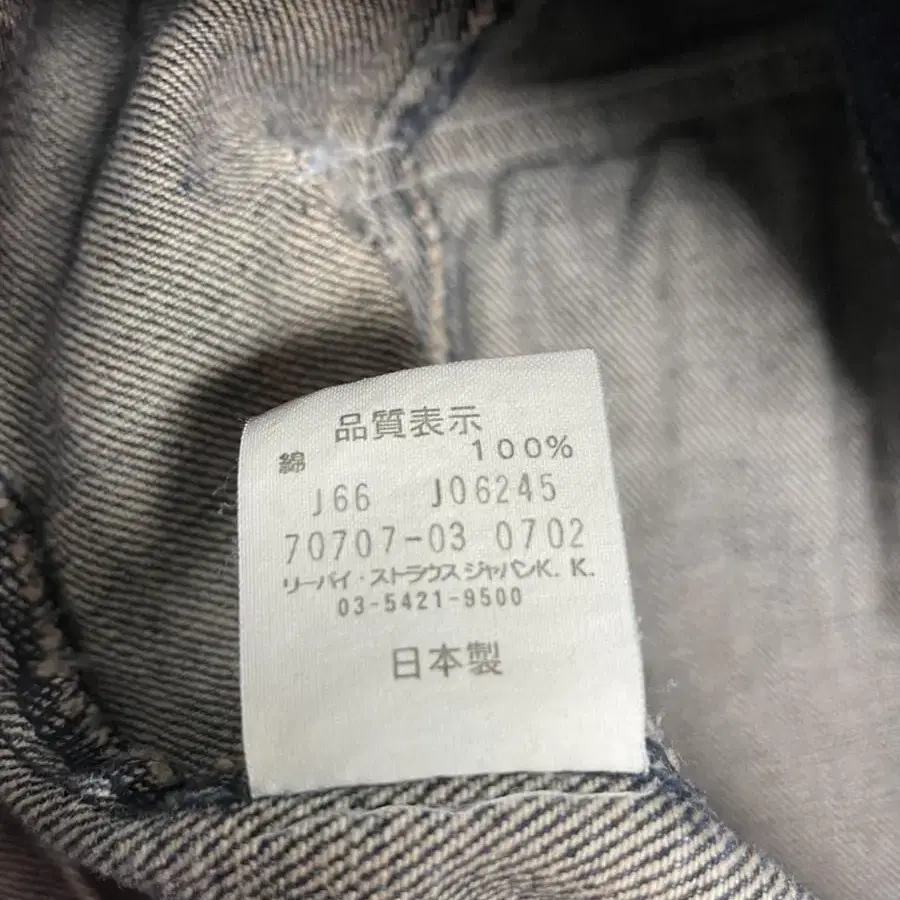 品質表示
綿 100%
J66 J06245
70707-03 0702
リーバイ・ストラウスジャパンK.K.
03-5421-9500
日本製